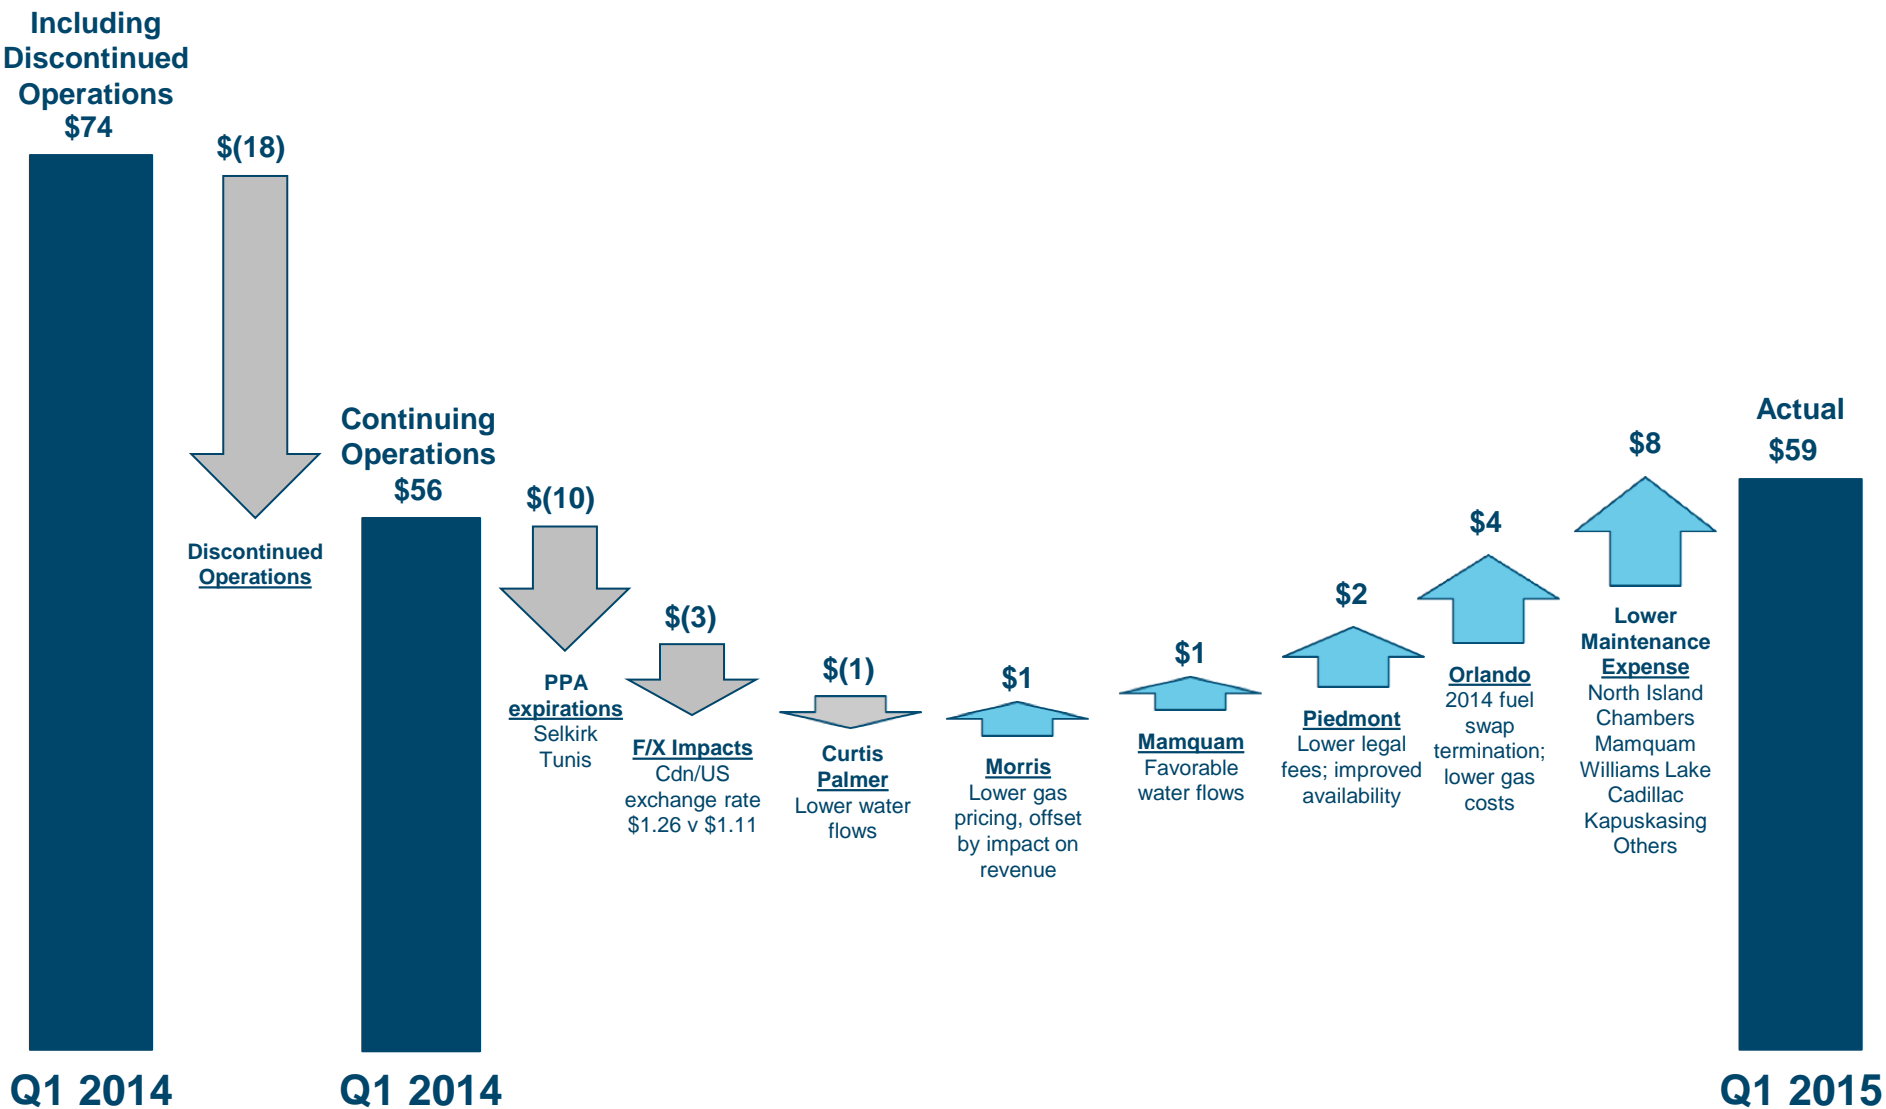 Including
Discontinued
Operations
$74
$(18)
Discontinued
Operations
Continuing
Operations
$56
$(10)
PPA
expirations
Selkirk
Tunis
$(3)
F/X Impacts
Cdn/US
exchange rate
$1.26 v $1.11
$(1)
Curtis
Palmer
Lower water
flows
$1
Morris
Lower gas
pricing, offset
by impact on
revenue
$1
Mamquam
Favorable
water flows
$2
Piedmont
Lower legal
fees; improved
availability
$4
Orlando
2014 fuel
swap
termination;
lower gas
costs
$8
Lower
Maintenance
Expense
North Island
Chambers
Mamquam
Williams Lake
Cadillac
Kapuskasing
Others
Actual
$59
Q1 2014
Q1 2014
Q1 2015